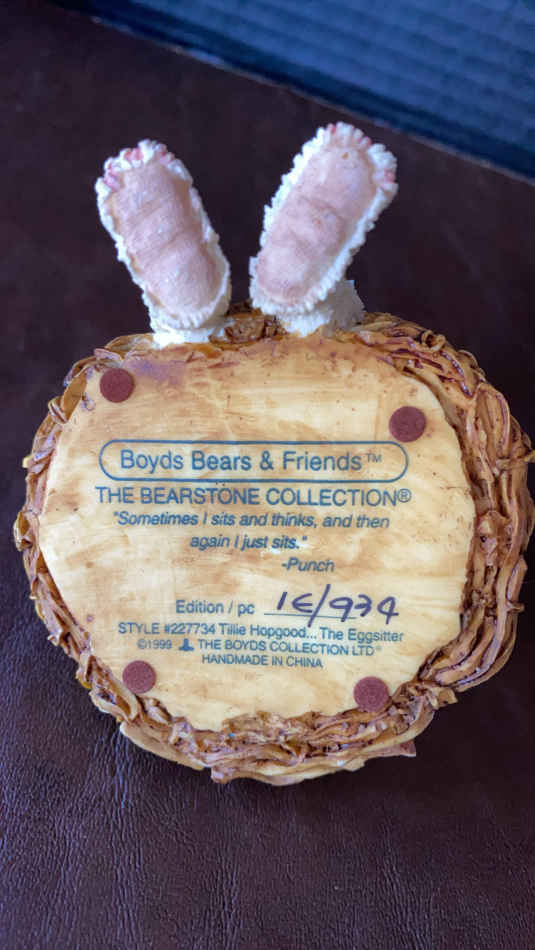 Boyds Bears & Friends™
THE BEARSTONE COLLECTION®
"Sometimes I sits and thinks, and then
again I just sits."
-Punch
Edition / pc 1E/934
STYLE #227734 Tillie Hopgood... The Eggsitter
©1999 THE BOYDS COLLECTION LTD®
HANDMADE IN CHINA